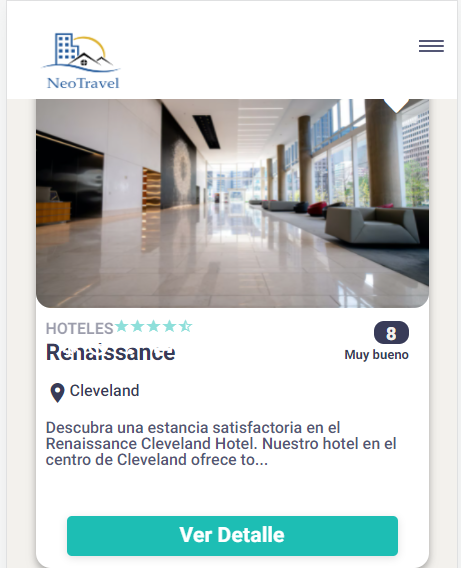 NeoTravel
HOTELES
8
Renaissance
Muy bueno
Cleveland
Descubra una estancia satisfactoria en el
Renaissance Cleveland Hotel. Nuestro hotel en el
centro de Cleveland ofrece to...
Ver Detalle